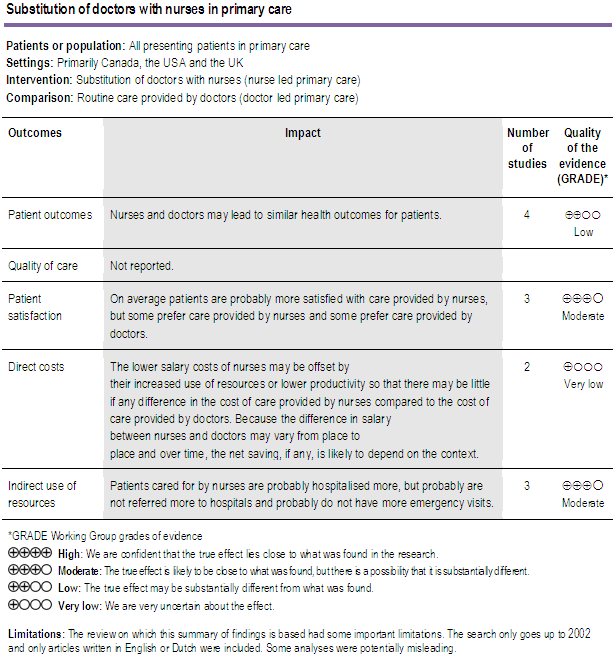 Substitution of doctors with nurses in primary care
Patients or population: All presenting patients in primary care
Settings: Primarily Canada, the USA and the UK
Intervention: Substitution of doctors with nurses (nurse led primary care)
Comparison: Routine care provided by doctors (doctor led primary care)
Outcomes
Impact
Number
of
studies
Quality
of the
evidence
(GRADE)*
Patient outcomes
Nurses and doctors may lead to similar health outcomes for patients.
4
⊕⊕○○
Low
Quality of care
Not reported.
Patient
satisfaction
On average patients are probably more satisfied with care provided by nurses,
but some prefer care provided by nurses and some prefer care provided by
doctors.
3
⊕⊕⊕○
Moderate
Direct costs
The lower salary costs of nurses may be offset by
their increased use of resources or lower productivity so that there may be little
if any difference in the cost of care provided by nurses compared to the cost of
care provided by doctors. Because the difference in salary
between nurses and doctors may vary from place to
place and over time, the net saving, if any, is likely to depend on the context.
2
⊕○○○
Very low
Indirect use of
resources
Patients cared for by nurses are probably hospitalised more, but probably are
not referred more to hospitals and probably do not have more emergency visits.
3
⊕⊕⊕○
Moderate
*GRADE Working Group grades of evidence
⊕⊕⊕⊕ High: We are confident that the true effect lies close to what was found in the research.
⊕⊕⊕○ Moderate: The true effect is likely to be close to what was found, but there is a possibility that it is substantially different.
⊕⊕○○ Low: The true effect may be substantially different from what was found.
⊕○○○ Very low: We are very uncertain about the effect.
Limitations: The review on which this summary of findings is based had some important limitations. The search only goes up to 2002
and only articles written in English or Dutch were included. Some analyses were potentially misleading.